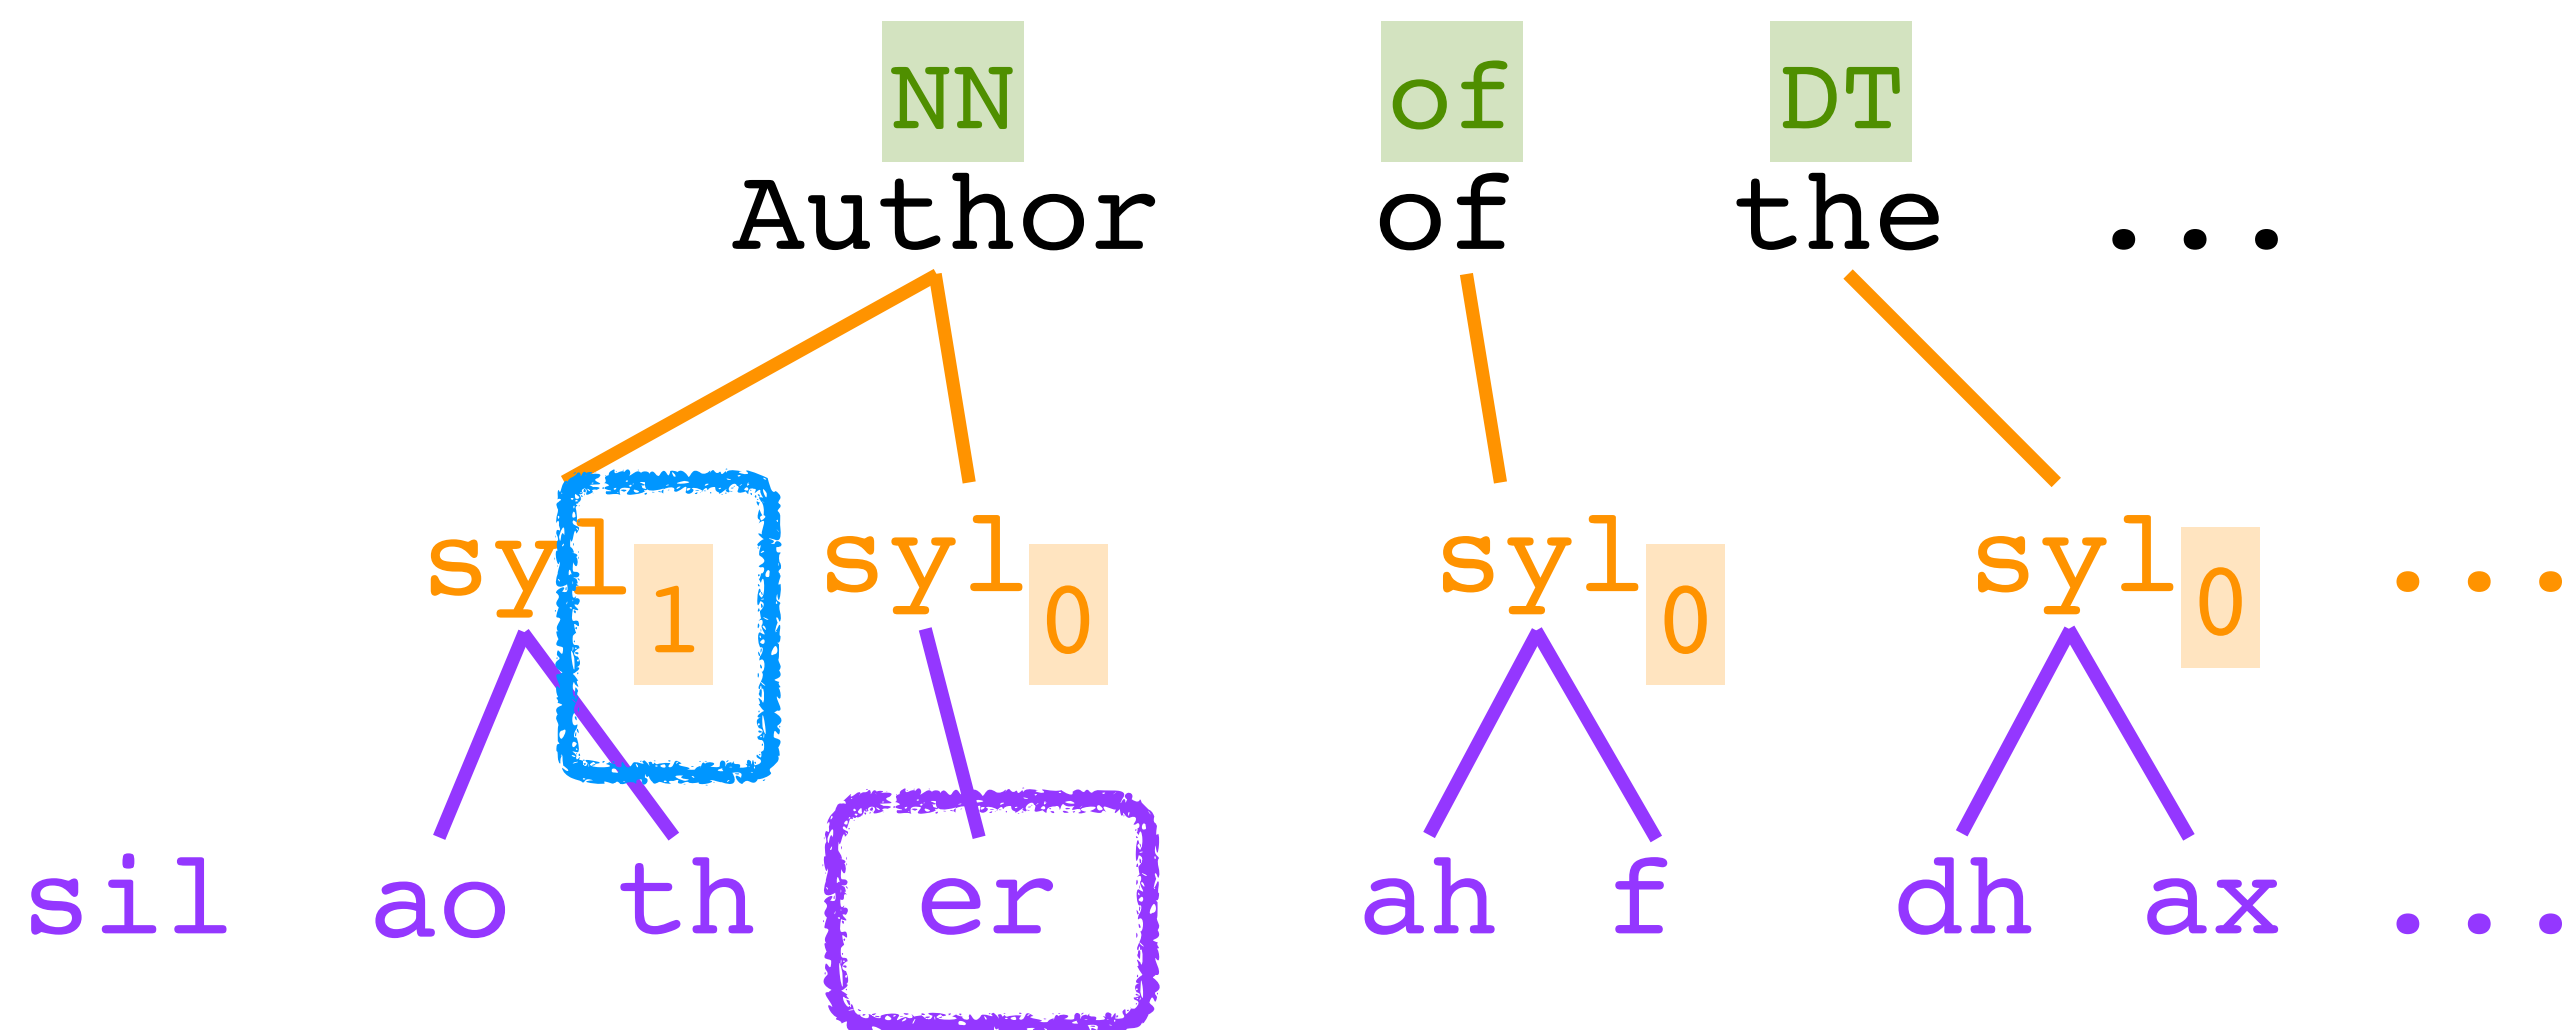 NN of DT
Author of the ...
syl1 syl0 syl0 syl0 ...
sil ao th er ah f dh ax ...